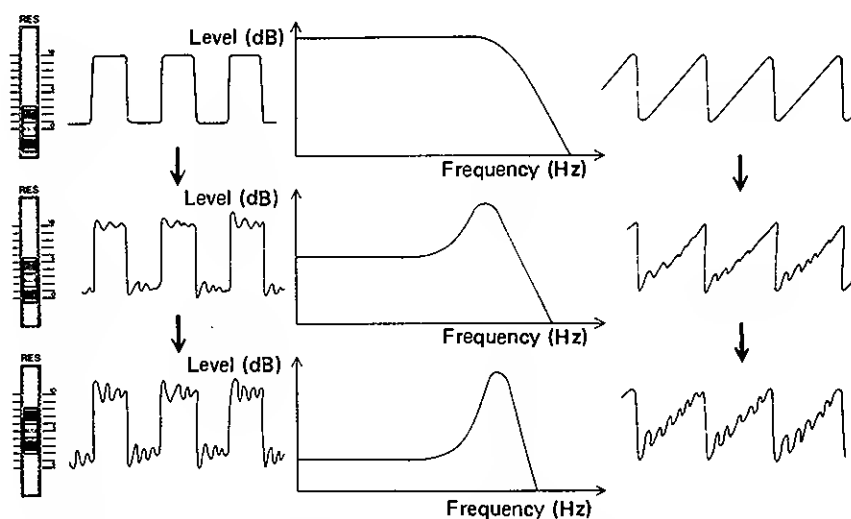 RES
Level (dB)
Frequency (Hz)
RES
Level (dB)
Frequency (Hz)
RES
Level (dB)
Frequency (Hz)